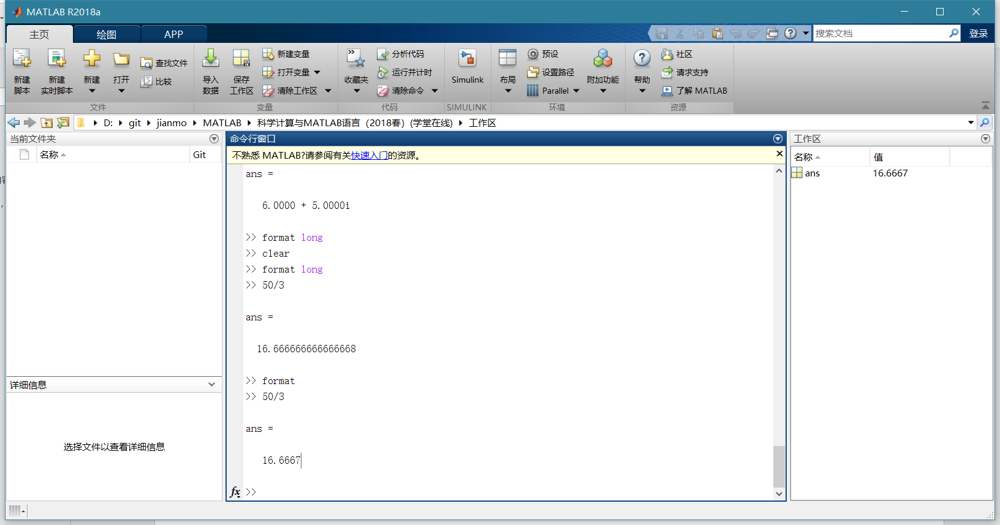 MATLAB R2018a
主页 绘图 APP
搜索文档
登录
新建脚本
新建实时脚本
新建
打开
查找文件
比较
文件
导入数据
保存工作区
新建变量
打开变量
清除工作区
变量
收藏夹
分析代码
运行并计时
清除命令
代码
Simulink
SIMULINK
布局
预设
设置路径
Parallel
附加功能
环境
帮助
社区
请求支持
了解 MATLAB
资源
D: git jianmo MATLAB 科学计算与MATLAB语言（2018春）(学堂在线) 工作区
当前文件夹
名称 Git
详细信息
选择文件以查看详细信息
命令行窗口
不熟悉 MATLAB?请参阅有关快速入门的资源。
ans =
6.0000 + 5.0000i
>> format long
>> clear
>> format long
>> 50/3
ans =
16.666666666666668
>> format
>> 50/3
ans =
16.6667
fx >>
工作区
名称 值
ans 16.6667